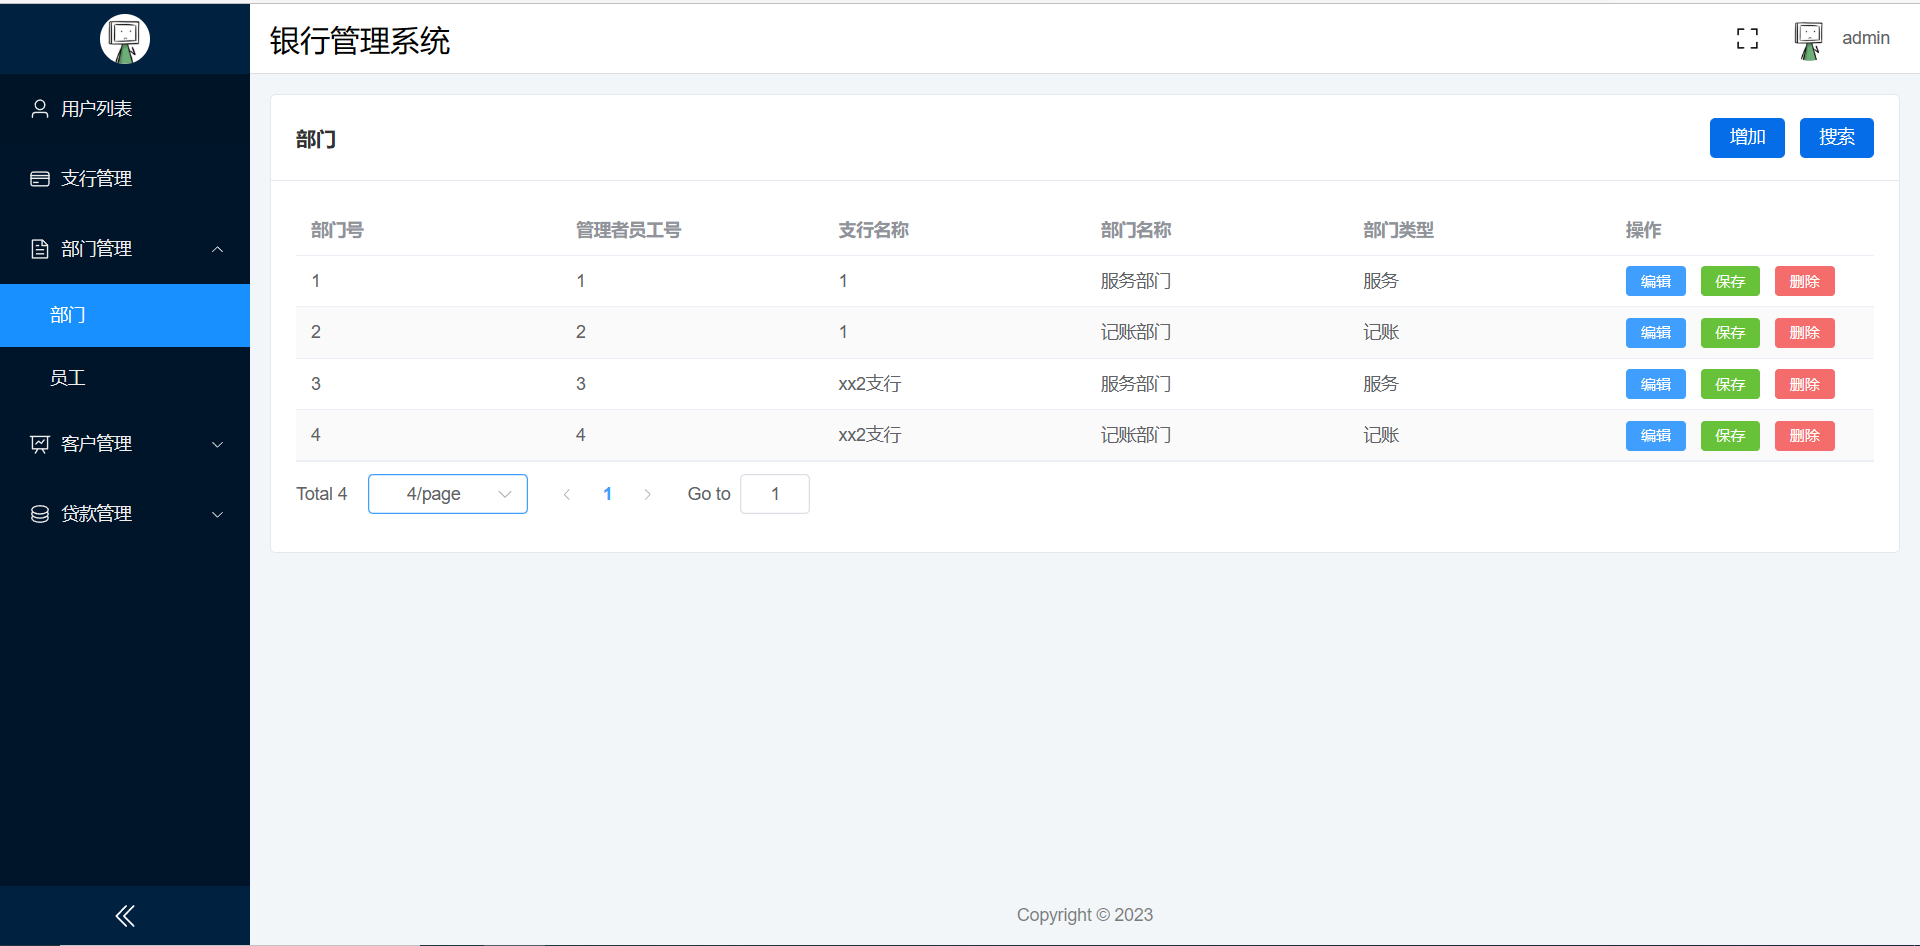 银行管理系统
admin
用户列表
支行管理
部门管理
部门
员工
客户管理
贷款管理
部门
增加 搜索
部门号 管理者员工号 支行名称 部门名称 部门类型 操作
1 1 1 服务部门 服务 编辑 保存 删除
2 2 1 记账部门 记账 编辑 保存 删除
3 3 xx2支行 服务部门 服务 编辑 保存 删除
4 4 xx2支行 记账部门 记账 编辑 保存 删除
Total 4 4/page 1 Go to 1
Copyright © 2023